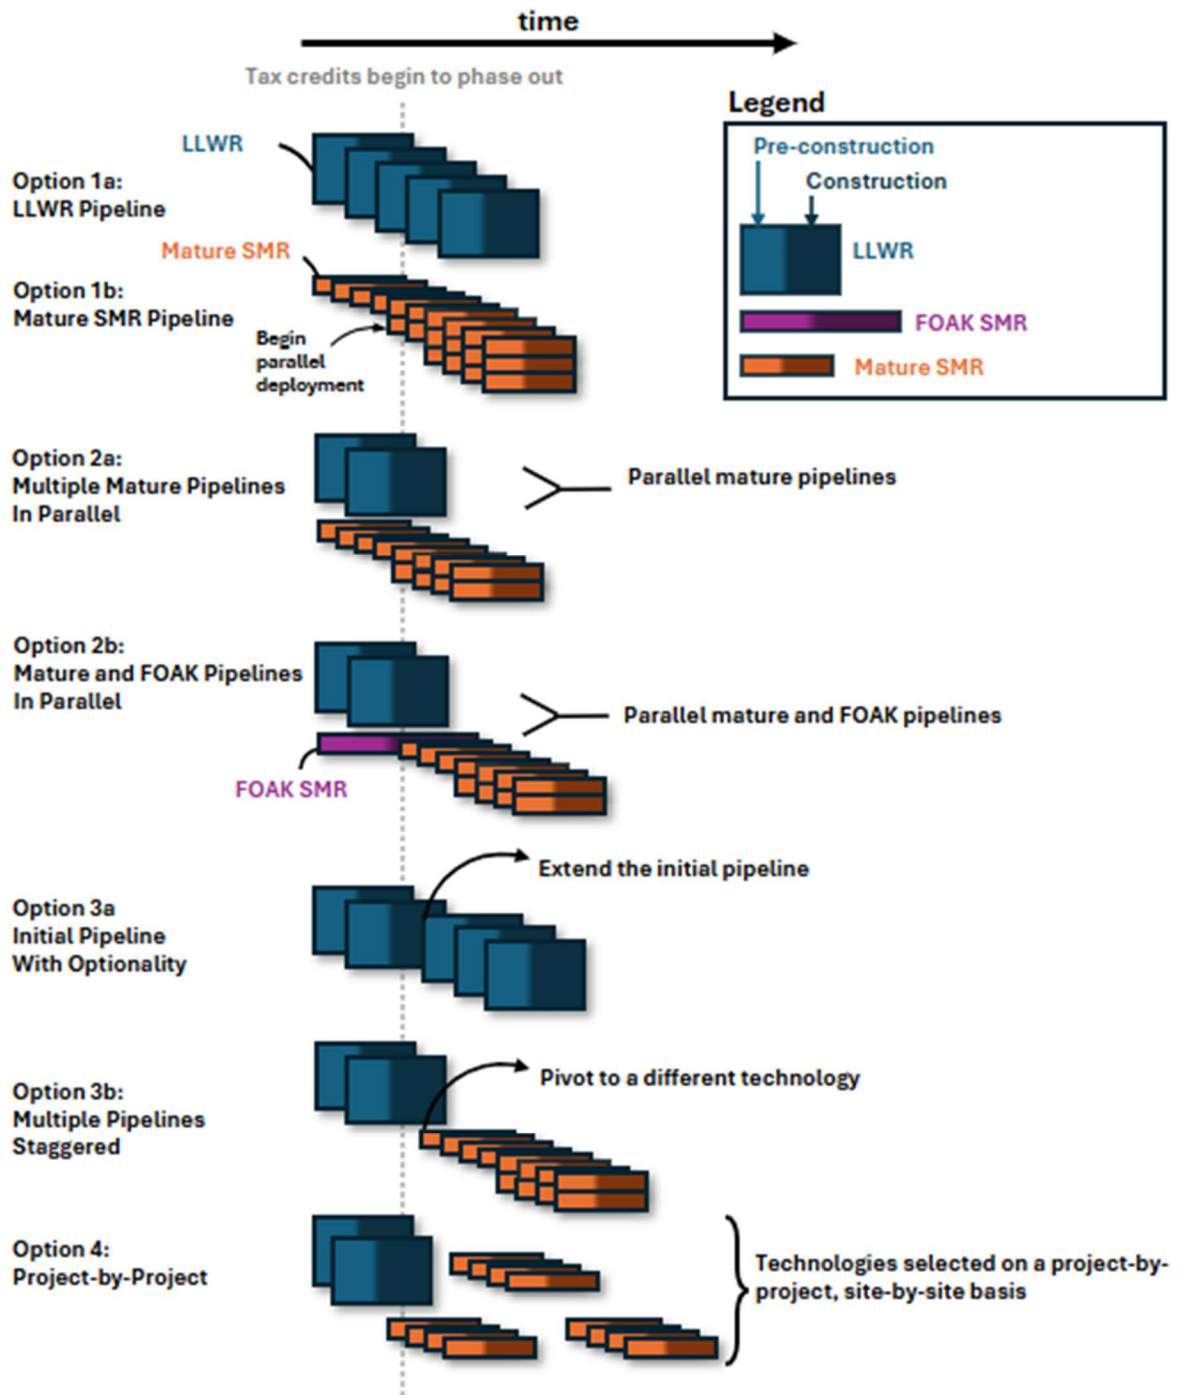 time
Tax credits begin to phase out
Legend
Pre-construction
Construction
LLWR
FOAK SMR
Mature SMR
LLWR
Option 1a:
LLWR Pipeline
Mature SMR
Option 1b:
Mature SMR Pipeline
Begin
parallel
deployment
Option 2a:
Multiple Mature Pipelines
In Parallel
Parallel mature pipelines
Option 2b:
Mature and FOAK Pipelines
In Parallel
Parallel mature and FOAK pipelines
FOAK SMR
Extend the initial pipeline
Option 3a
Initial Pipeline
With Optionality
Pivot to a different technology
Option 3b:
Multiple Pipelines
Staggered
Option 4:
Project-by-Project
Technologies selected on a project-by-
project, site-by-site basis